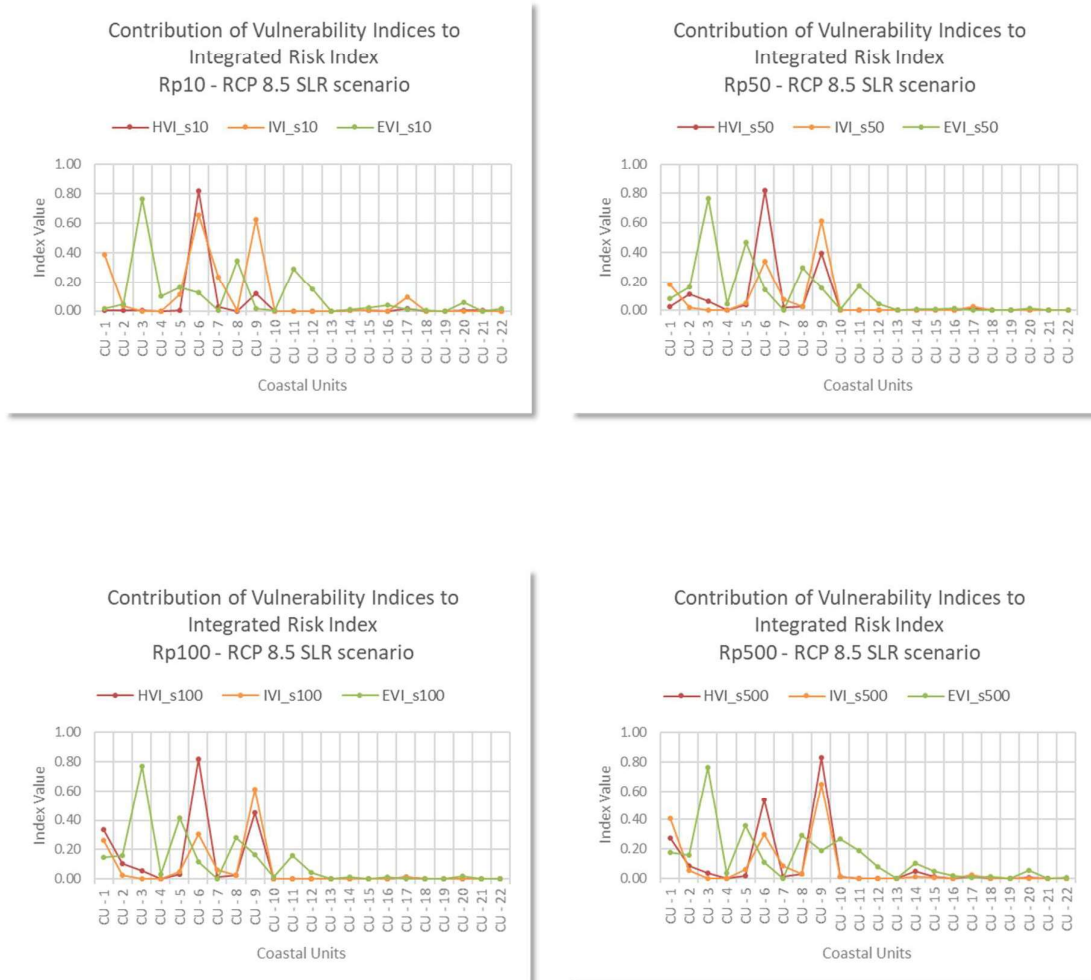 Contribution of Vulnerability Indices to
Integrated Risk Index
Rp10 - RCP 8.5 SLR scenario
HVI_s10 IVI_s10 EVI_s10
1.00
0.80
0.60
0.40
0.20
0.00
Index Value
CU - 1
CU - 2
CU - 3
CU - 4
CU - 5
CU - 6
CU - 7
CU - 8
CU - 9
CU - 10
CU - 11
CU - 12
CU - 13
CU - 14
CU - 15
CU - 16
CU - 17
CU - 18
CU - 19
CU - 20
CU - 21
CU - 22
Coastal Units
Contribution of Vulnerability Indices to
Integrated Risk Index
Rp50 - RCP 8.5 SLR scenario
HVI_s50 IVI_s50 EVI_s50
1.00
0.80
0.60
0.40
0.20
0.00
Index Value
CU - 1
CU - 2
CU - 3
CU - 4
CU - 5
CU - 6
CU - 7
CU - 8
CU - 9
CU - 10
CU - 11
CU - 12
CU - 13
CU - 14
CU - 15
CU - 16
CU - 17
CU - 18
CU - 19
CU - 20
CU - 21
CU - 22
Coastal Units
Contribution of Vulnerability Indices to
Integrated Risk Index
Rp100 - RCP 8.5 SLR scenario
HVI_s100 IVI_s100 EVI_s100
1.00
0.80
0.60
0.40
0.20
0.00
Index Value
CU - 1
CU - 2
CU - 3
CU - 4
CU - 5
CU - 6
CU - 7
CU - 8
CU - 9
CU - 10
CU - 11
CU - 12
CU - 13
CU - 14
CU - 15
CU - 16
CU - 17
CU - 18
CU - 19
CU - 20
CU - 21
CU - 22
Coastal Units
Contribution of Vulnerability Indices to
Integrated Risk Index
Rp500 - RCP 8.5 SLR scenario
HVI_s500 IVI_s500 EVI_s500
1.00
0.80
0.60
0.40
0.20
0.00
Index Value
CU - 1
CU - 2
CU - 3
CU - 4
CU - 5
CU - 6
CU - 7
CU - 8
CU - 9
CU - 10
CU - 11
CU - 12
CU - 13
CU - 14
CU - 15
CU - 16
CU - 17
CU - 18
CU - 19
CU - 20
CU - 21
CU - 22
Coastal Units